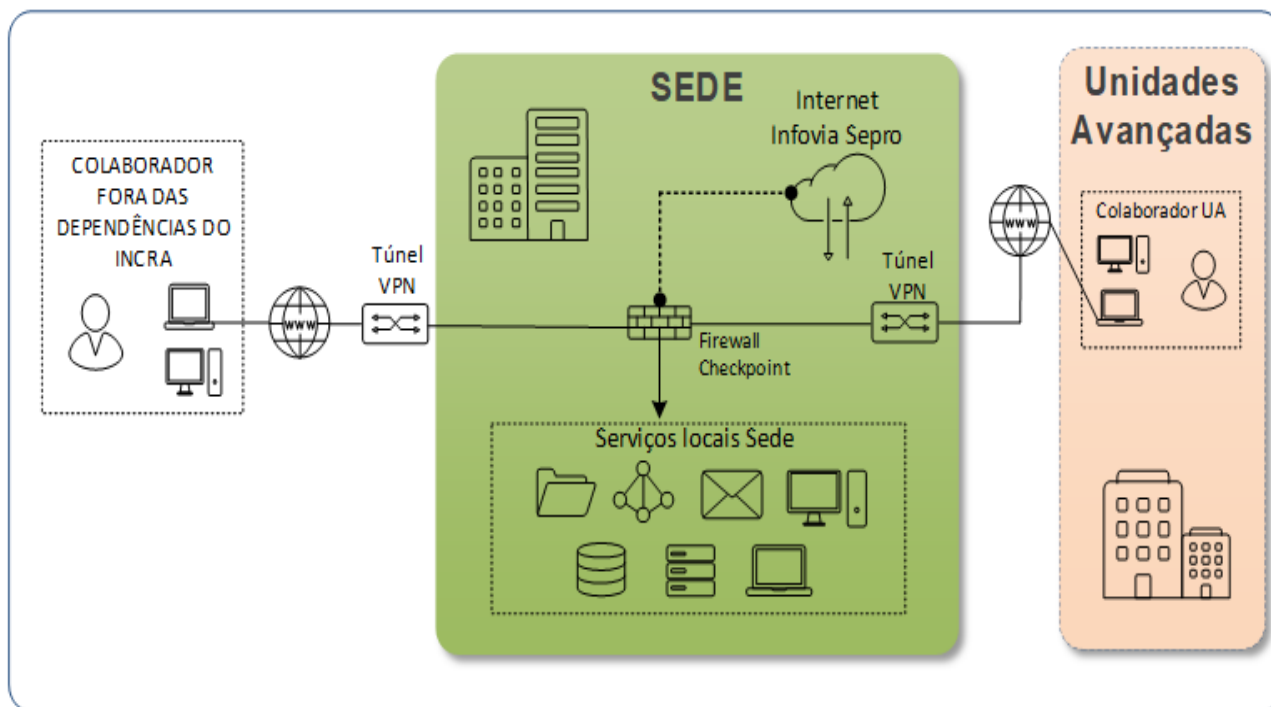 COLABORADOR
FORA DAS
DEPENDÊNCIAS DO
INCRA
www
Túnel
VPN
SEDE
Internet
Infovia Sepro
Firewall
Checkpoint
Túnel
VPN
Serviços locais Sede
www
Unidades
Avançadas
Colaborador UA